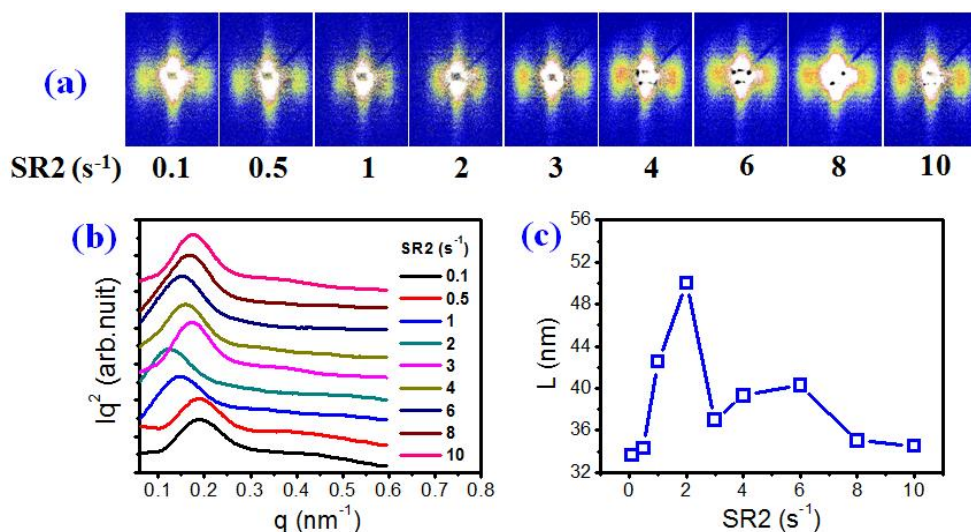 (a)
SR2 (s-1) 0.1 0.5 1 2 3 4 6 8 10
(b)
Iq2 (arb.nuit)
SR2 (s-1)
0.1
0.5
1
2
3
4
6
8
10
0.1 0.2 0.3 0.4 0.5 0.6 0.7 0.8
q (nm-1)
(c)
L (nm)
56
52
48
44
40
36
32
0 2 4 6 8 10
SR2 (s-1)